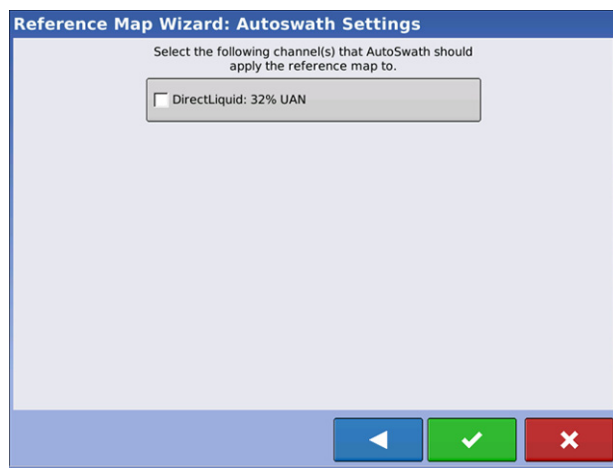 Reference Map Wizard: Autoswath Settings
Select the following channel(s) that AutoSwath should
apply the reference map to.
DirectLiquid: 32% UAN